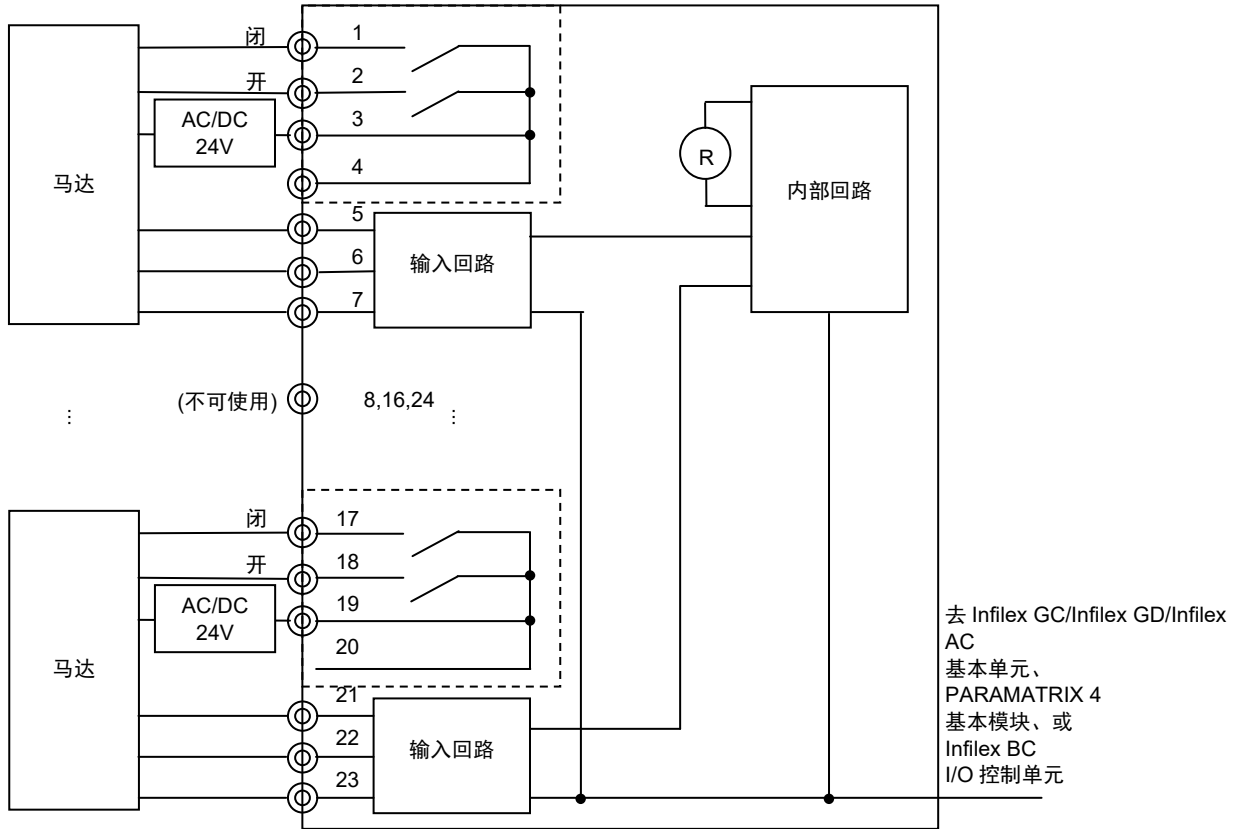 马达
闭
开
AC/DC
24V
1
2
3
4
5
6
7
输入回路
R
内部回路
⋮
(不可使用)
8,16,24
⋮
马达
闭
开
AC/DC
24V
17
18
19
20
21
22
23
输入回路
去 Infilex GC/Infilex GD/Infilex
AC
基本单元、
PARAMATRIX 4
基本模块、或
Infilex BC
I/O 控制单元